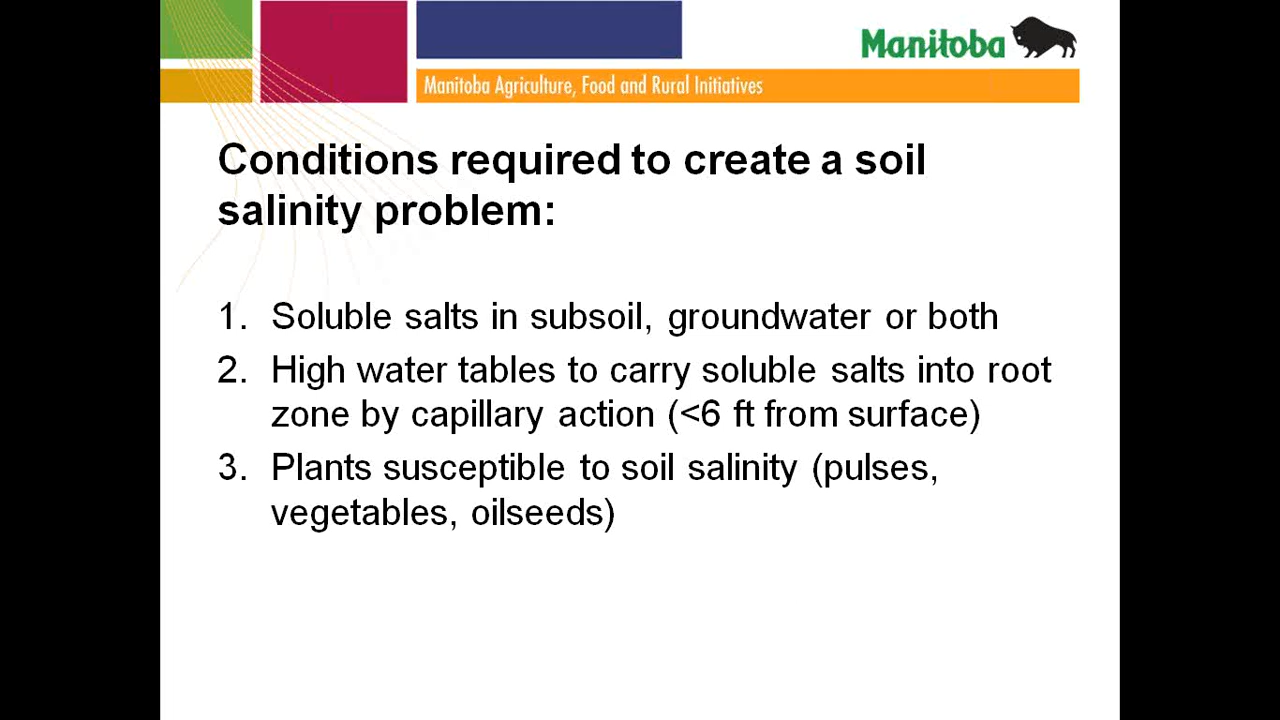 Manitoba
Manitoba Agriculture, Food and Rural Initiatives
Conditions required to create a soil
salinity problem:
1. Soluble salts in subsoil, groundwater or both
2. High water tables to carry soluble salts into root
zone by capillary action (<6 ft from surface)
3. Plants susceptible to soil salinity (pulses,
vegetables, oilseeds)